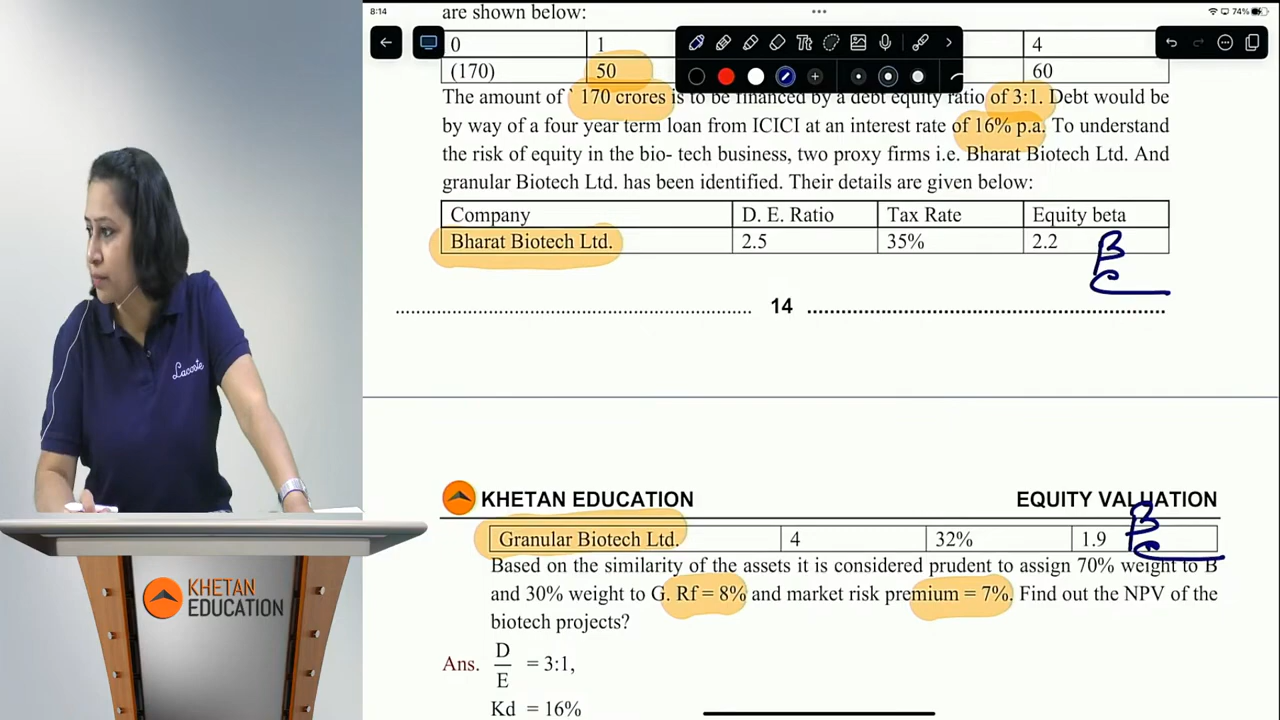 8:14
74%
are shown below:
0 1 4
(170) 50 60
The amount of ` 170 crores is to be financed by a debt equity ratio of 3:1. Debt would be
by way of a four year term loan from ICICI at an interest rate of 16% p.a. To understand
the risk of equity in the bio- tech business, two proxy firms i.e. Bharat Biotech Ltd. And
granular Biotech Ltd. has been identified. Their details are given below:
Company D. E. Ratio Tax Rate Equity beta
Bharat Biotech Ltd. 2.5 35% 2.2
β
14
Lacoste
KHETAN EDUCATION EQUITY VALUATION
β
Granular Biotech Ltd. 4 32% 1.9
Based on the similarity of the assets it is considered prudent to assign 70% weight to B
and 30% weight to G. Rf = 8% and market risk premium = 7%. Find out the NPV of the
biotech projects?
Ans. D/E = 3:1,
Kd = 16%
KHETAN
EDUCATION